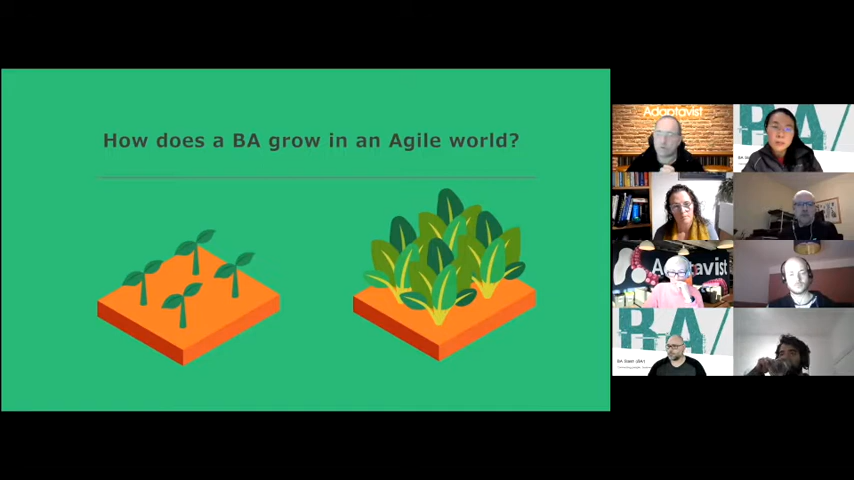 How does a BA grow in an Agile world?
Adaptavist
BA/
Adaptavist
BA/